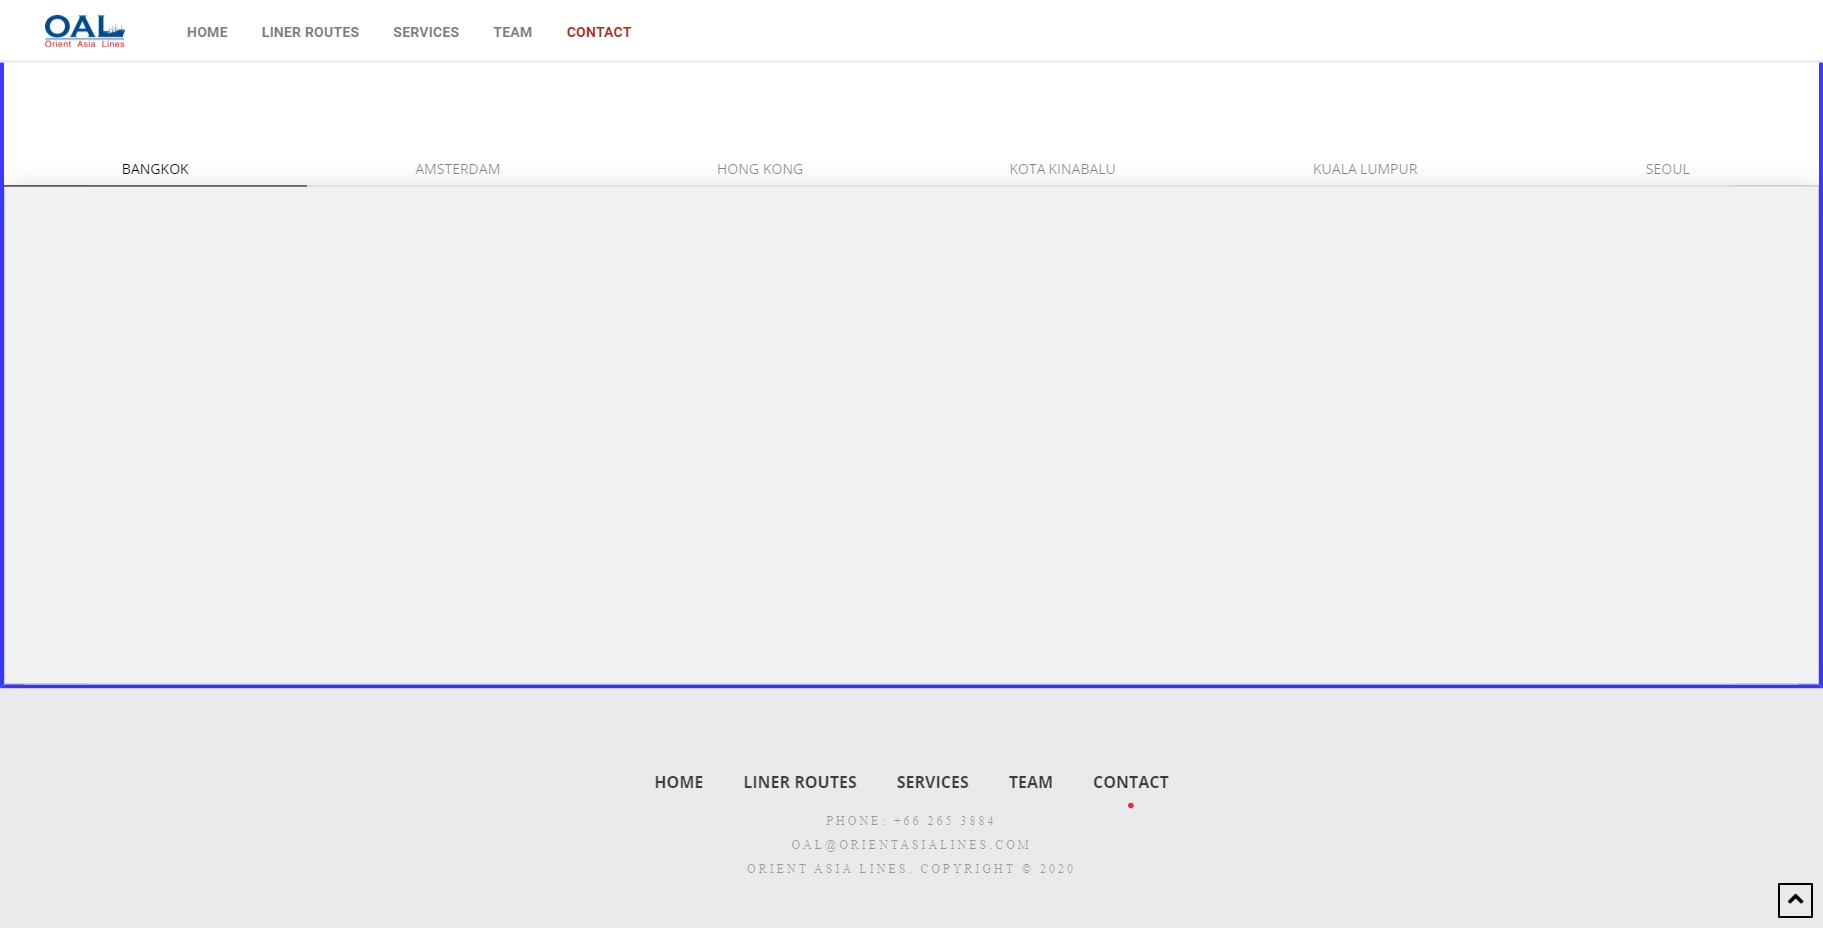 OAL
Orient Asia Lines
HOME LINER ROUTES SERVICES TEAM CONTACT
BANGKOK AMSTERDAM HONG KONG KOTA KINABALU KUALA LUMPUR SEOUL
HOME LINER ROUTES SERVICES TEAM CONTACT
PHONE: +66 265 3884
OAL@ORIENTASIALINES.COM
ORIENT ASIA LINES. COPYRIGHT © 2020